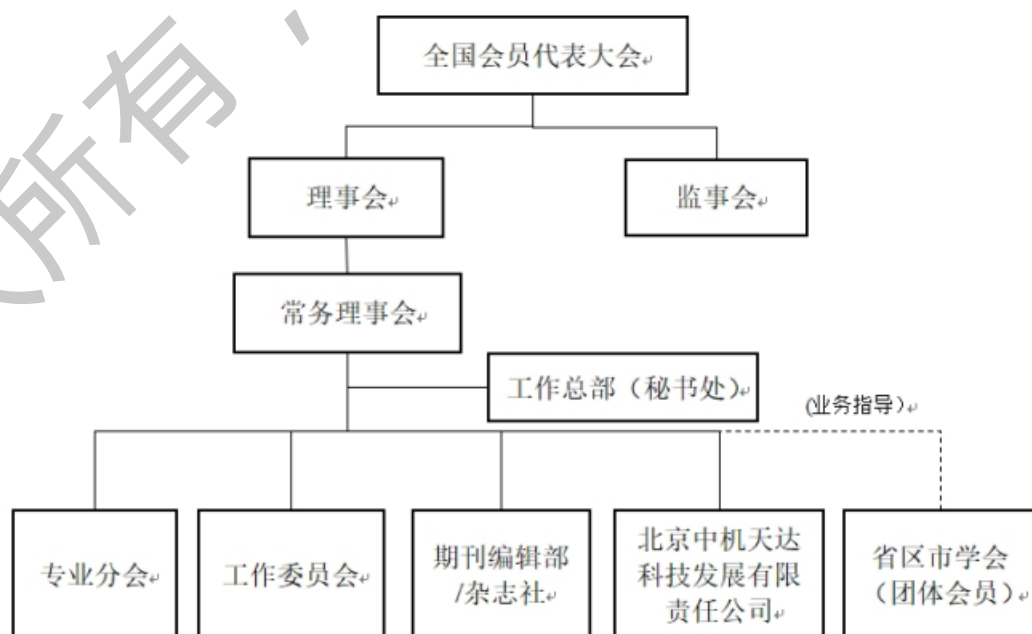 所有，
全国会员代表大会
理事会
监事会
常务理事会
工作总部（秘书处）
(业务指导)
专业分会
工作委员会
期刊编辑部
/杂志社
北京中机天达
科技发展有限
责任公司
省区市学会
（团体会员）